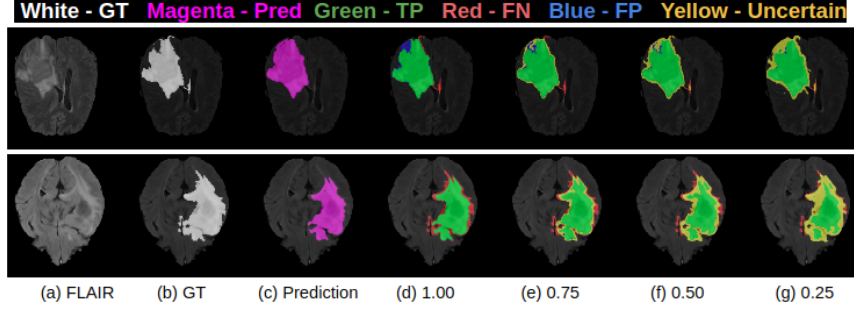 White - GT Magenta - Pred Green - TP Red - FN Blue - FP Yellow - Uncertain
(a) FLAIR (b) GT (c) Prediction (d) 1.00 (e) 0.75 (f) 0.50 (g) 0.25